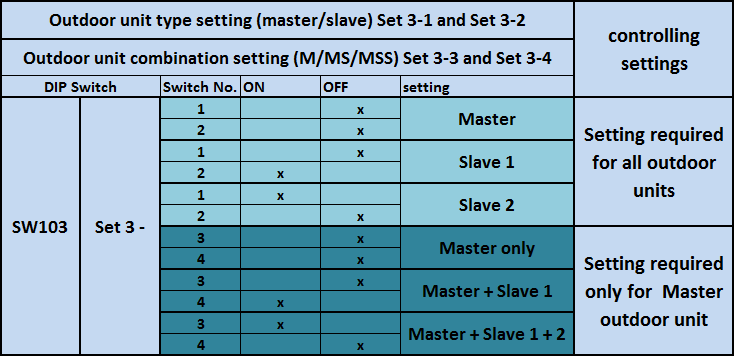 Outdoor unit type setting (master/slave) Set 3-1 and Set 3-2
Outdoor unit combination setting (M/MS/MSS) Set 3-3 and Set 3-4
controlling
settings
DIP Switch Switch No. ON OFF setting
1 x
2 x
Master
1 x
2 x
Slave 1
1 x
2 x
Slave 2
Setting required
for all outdoor
units
SW103 Set 3 -
3 x
4 x
Master only
3 x
4 x
Master + Slave 1
3 x
4 x
Master + Slave 1 + 2
Setting required
only for Master
outdoor unit